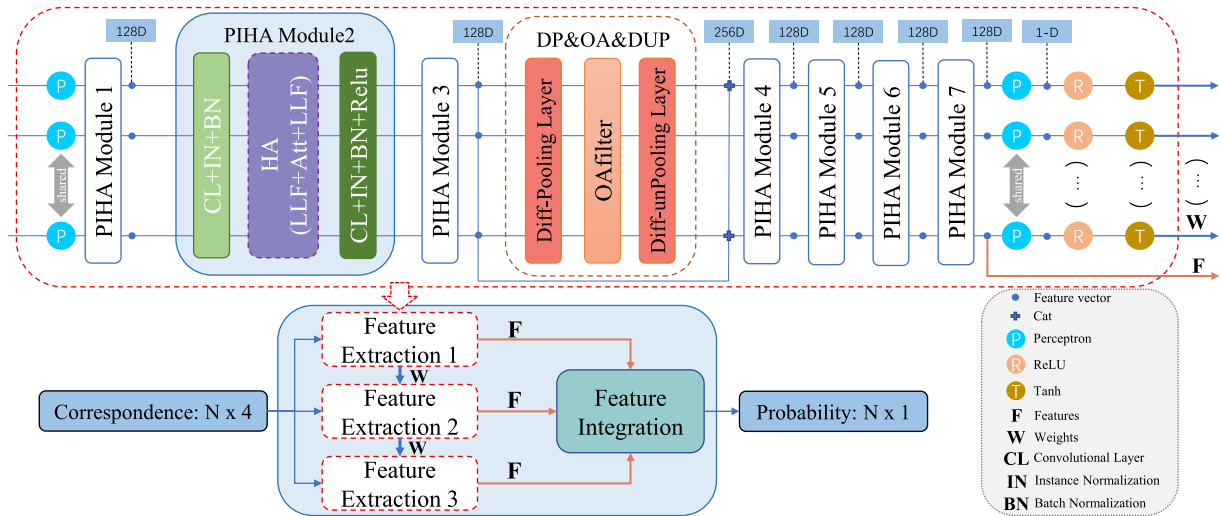 128D
PIHA Module2
128D
DP&OA&DUP
256D
128D
128D
128D
128D
1-D
P
P
shared
P
PIHA Module 1
CL+IN+BN
HA
(LLF+Att+LLF)
CL+IN+BN+Relu
PIHA Module 3
Diff-Pooling Layer
OAfilter
Diff-unPooling Layer
PIHA Module 4
PIHA Module 5
PIHA Module 6
PIHA Module 7
P
R
T
P
R
T
shared
(...)
(...)
(...)
P
R
T
W
F
Feature
Extraction 1
F
W
Correspondence: N x 4
Feature
Extraction 2
F
Feature
Integration
Probability: N x 1
W
Feature
Extraction 3
F
Feature vector
Cat
P Perceptron
R ReLU
T Tanh
F Features
W Weights
CL Convolutional Layer
IN Instance Normalization
BN Batch Normalization